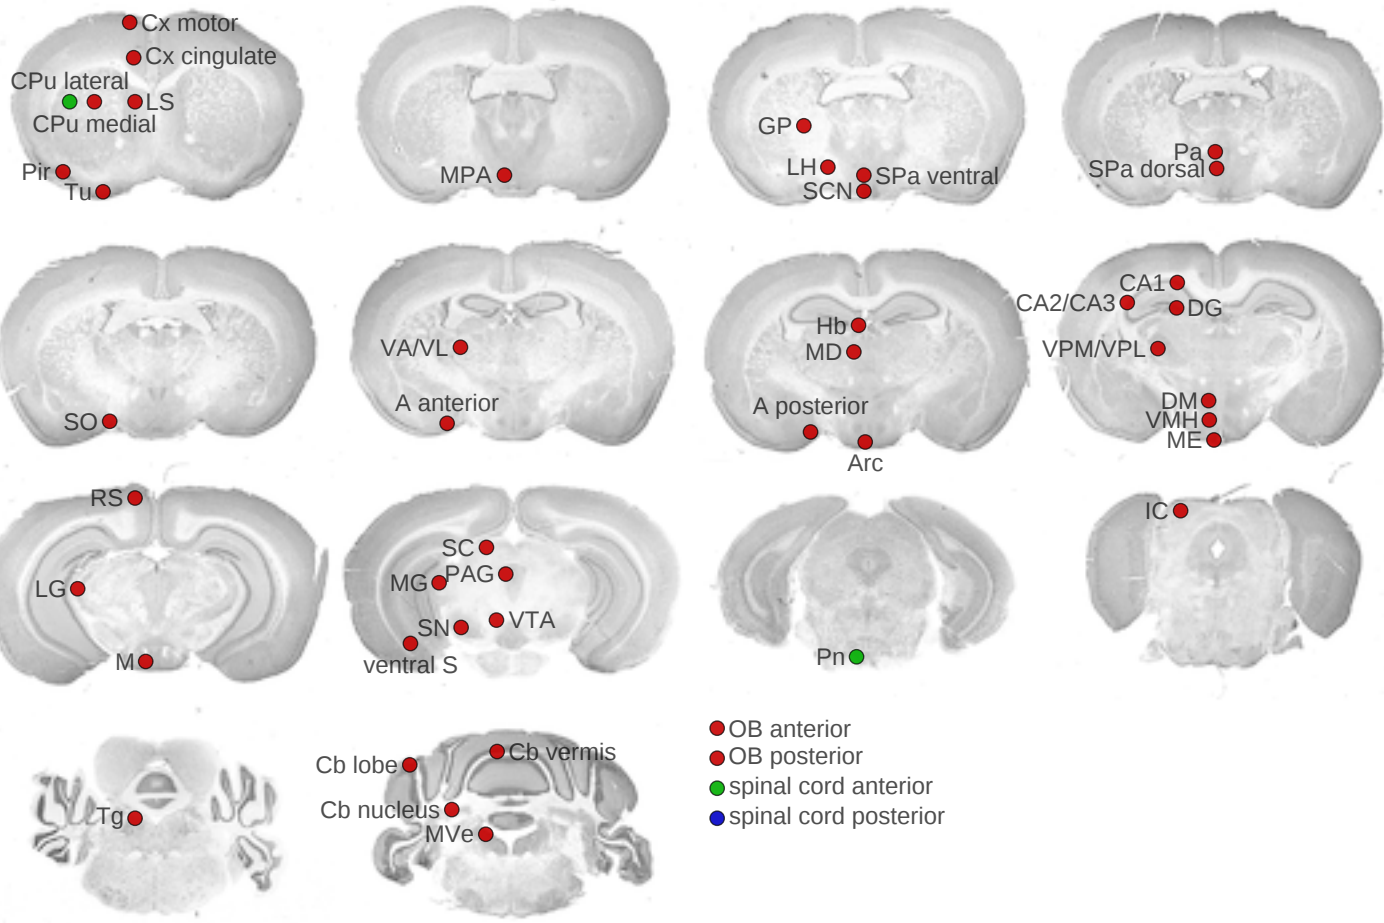 Cx motor
Cx cingulate
CPu lateral
LS
CPu medial
Pir
Tu
MPA
GP
LH
SPa ventral
SCN
Pa
SPa dorsal
SO
VA/VL
A anterior
Hb
MD
A posterior
Arc
CA1
CA2/CA3
DG
VPM/VPL
DM
VMH
ME
RS
LG
M
SC
MG
PAG
SN
VTA
ventral S
Pn
IC
Tg
Cb lobe
Cb vermis
Cb nucleus
MVe
OB anterior
OB posterior
spinal cord anterior
spinal cord posterior